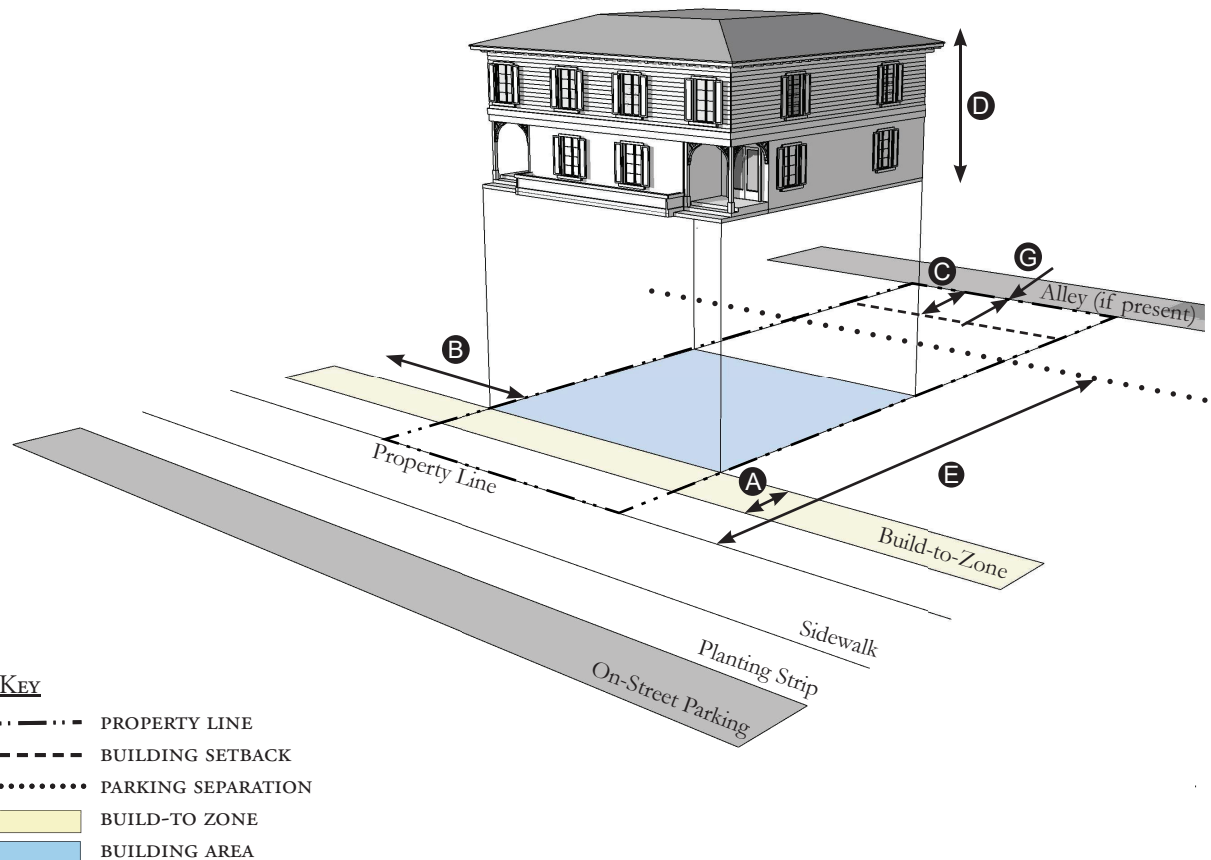 D
G
C
Alley (if present)
B
Property Line
A
E
Build-to-Zone
Sidewalk
Planting Strip
On-Street Parking
KEY
PROPERTY LINE
BUILDING SETBACK
PARKING SEPARATION
BUILD-TO ZONE
BUILDING AREA